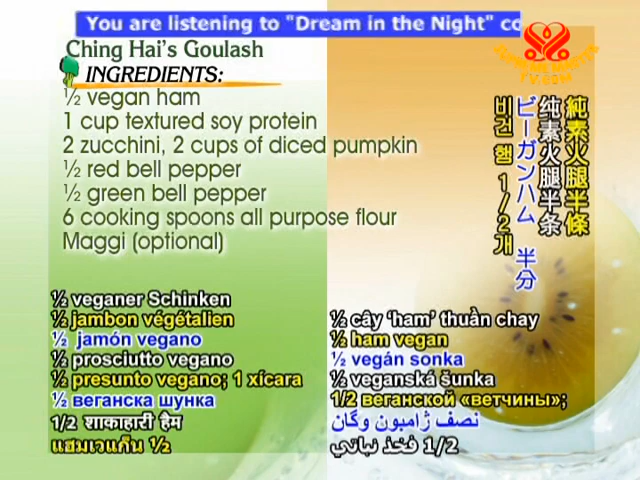 You are listening to "Dream in the Night" co
SUPREME MASTER
TV.com
Ching Hai's Goulash
INGREDIENTS:
½ vegan ham
1 cup textured soy protein
2 zucchini, 2 cups of diced pumpkin
½ red bell pepper
½ green bell pepper
6 cooking spoons all purpose flour
Maggi (optional)
純素火腿半條
纯素火腿半条
ビーガンハム 半分
비건 햄 1/2개
½ veganer Schinken
½ jambon végétalien
½ jamón vegano
½ prosciutto vegano
½ presunto vegano; 1 xícara
½ веганска шунка
1/2 शाकाहारी हैम
แฮมเวแก็น ½
½ cây ‘ham’ thuần chay
½ ham vegan
½ vegán sonka
½ veganská šunka
1/2 веганской «ветчины»;
نصف ژامبون وگان
1/2 فخذ نباتي